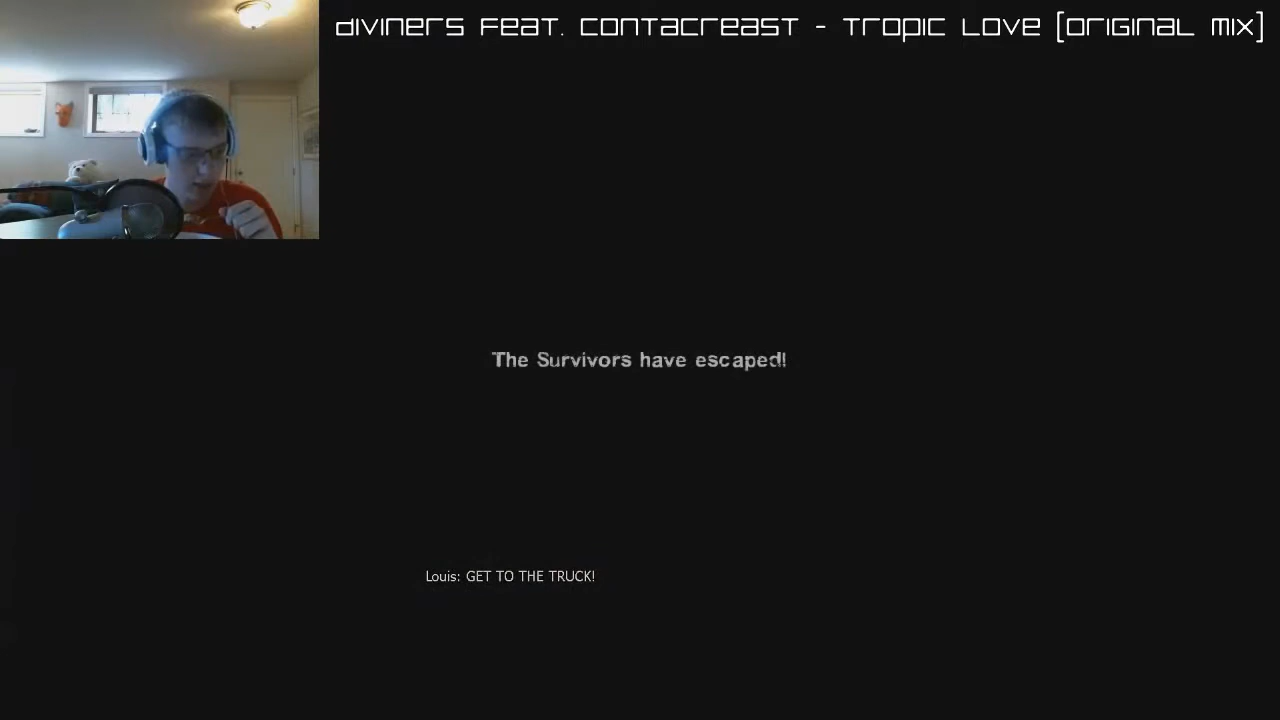 Diviners feat. Contacreast - Tropic Love [Original Mix]
The Survivors have escaped!
Louis: GET TO THE TRUCK!